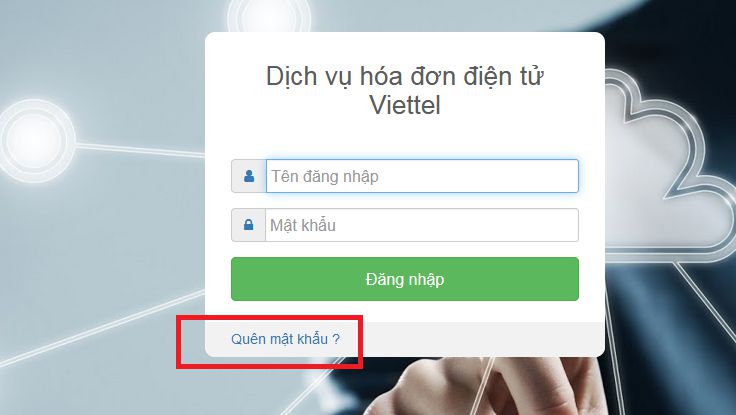 Dịch vụ hóa đơn điện tử
Viettel
Tên đăng nhập
Mật khẩu
Đăng nhập
Quên mật khẩu ?